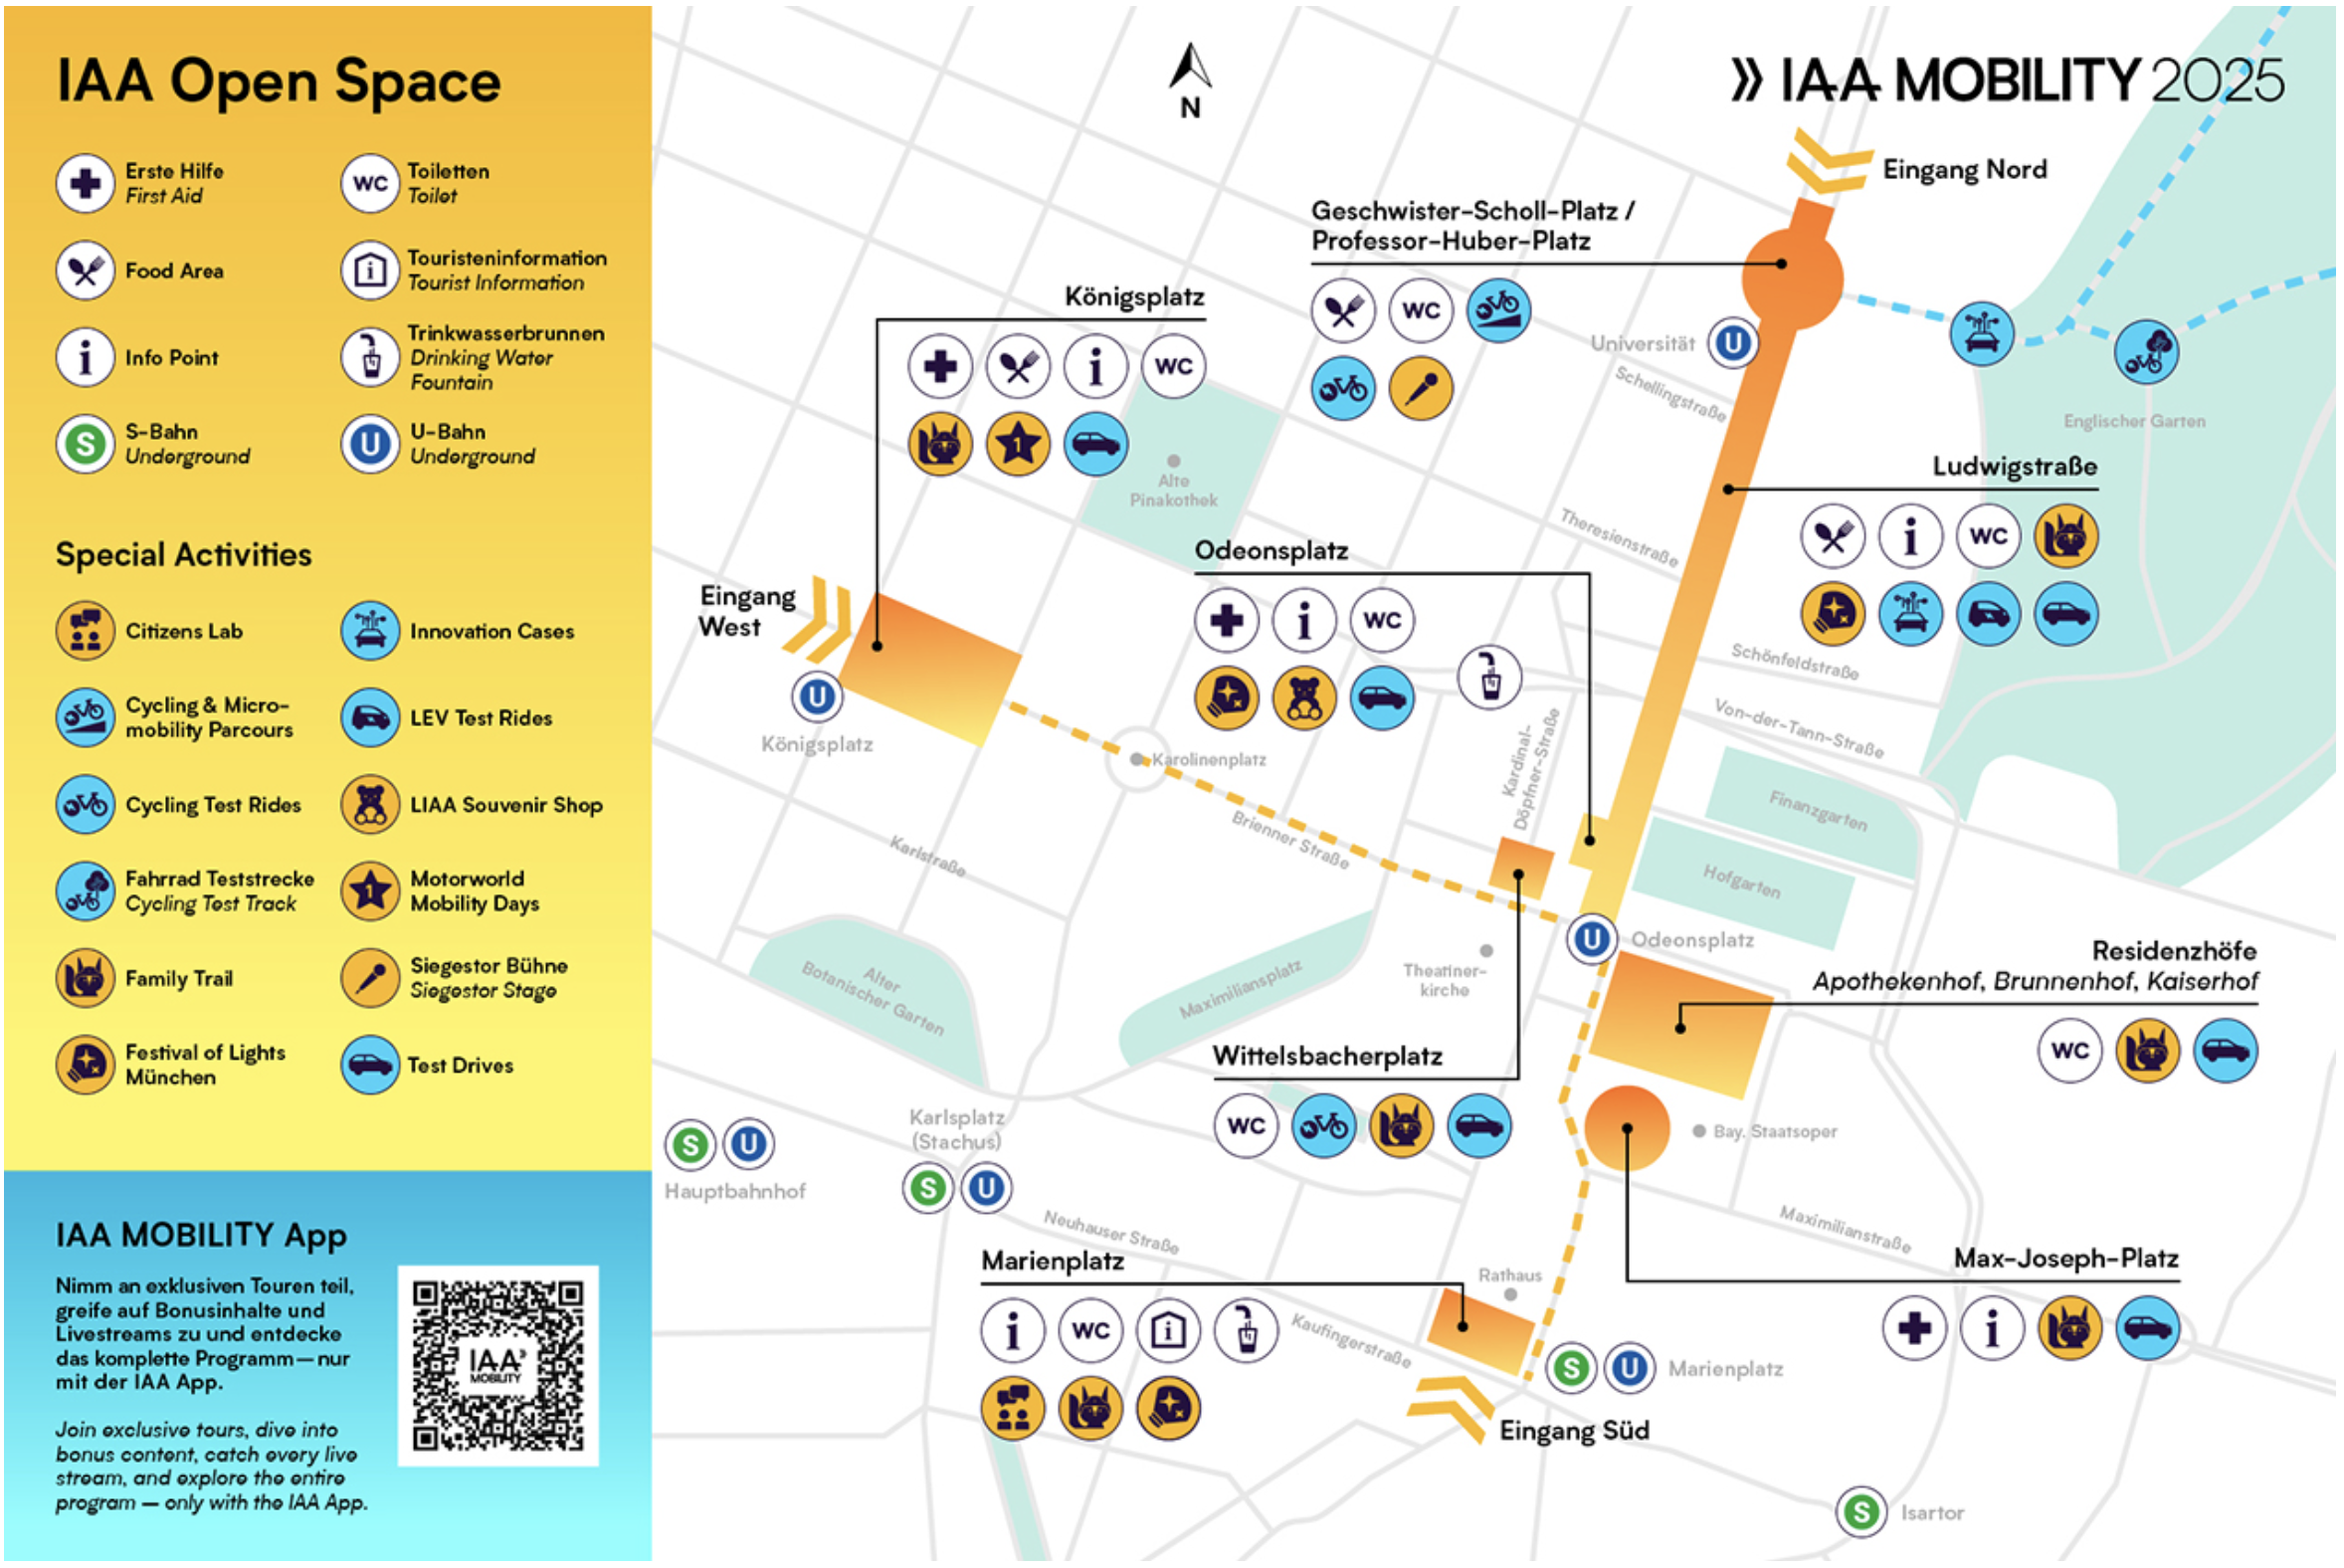 IAA Open Space
Erste Hilfe
First Aid
WC
Toiletten
Toilet
Food Area
i
Touristeninformation
Tourist Information
i
Info Point
Trinkwasserbrunnen
Drinking Water
Fountain
S
S-Bahn
Underground
U
U-Bahn
Underground
Special Activities
Citizens Lab
Innovation Cases
Cycling & Micro-
mobility Parcours
LEV Test Rides
Cycling Test Rides
LIAA Souvenir Shop
Fahrrad Teststrecke
Cycling Test Track
1
Motorworld
Mobility Days
Family Trail
Siegestor Bühne
Siegestor Stage
Festival of Lights
München
Test Drives
IAA MOBILITY App
Nimm an exklusiven Touren teil,
greife auf Bonusinhalte und
Livestreams zu und entdecke
das komplette Programm — nur
mit der IAA App.
Join exclusive tours, dive into
bonus content, catch every live
stream, and explore the entire
program — only with the IAA App.
IAA
MOBILITY
N
IAA MOBILITY 2025
Eingang Nord
Geschwister-Scholl-Platz /
Professor-Huber-Platz
WC
Universität
U
Schellingstraße
Englischer Garten
Königsplatz
i
WC
1
Alte
Pinakothek
Ludwigstraße
i
WC
Theresienstraße
Odeonsplatz
i
WC
Eingang
West
U
Königsplatz
Karolinenplatz
Brienner Straße
Kardinal-
Döpfner-Straße
Schönfeldstraße
Von-der-Tann-Straße
Finanzgarten
Hofgarten
Karlstraße
U
Odeonsplatz
Alter
Botanischer Garten
Maximiliansplatz
Theatiner-
kirche
Residenzhöfe
Apothekenhof, Brunnenhof, Kaiserhof
WC
Wittelsbacherplatz
WC
Bay. Staatsoper
S
U
Hauptbahnhof
Karlsplatz
(Stachus)
S
U
Neuhauser Straße
Maximilianstraße
Marienplatz
i
WC
i
Rathaus
Kaufingerstraße
Max-Joseph-Platz
i
S
U
Marienplatz
Eingang Süd
S
Isartor